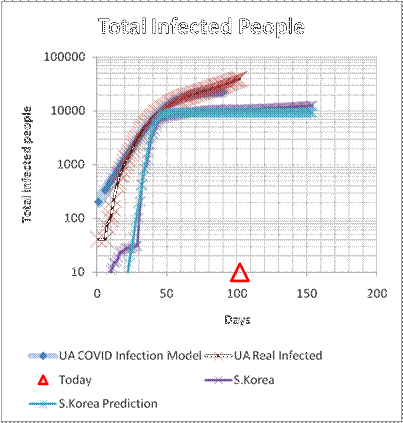 Total Infected People
Total Infected people
100000
10000
1000
100
10
0 50 100 150 200
Days
UA COVID Infection Model UA Real Infected
Today S.Korea
S.Korea Prediction